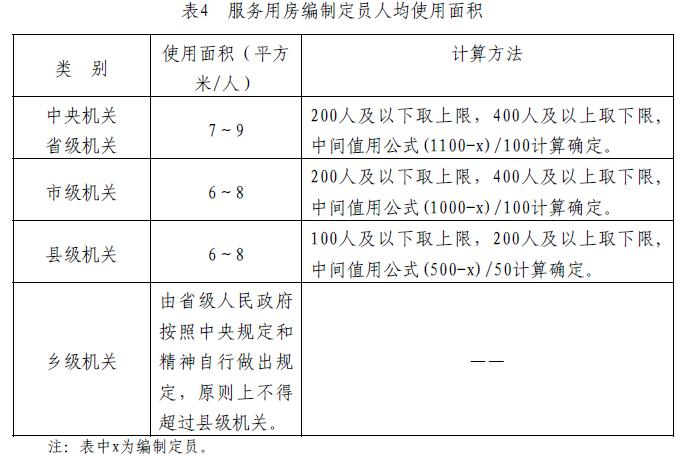 表4 服务用房编制定员人均使用面积
类 别
使用面积（平方
米/人）
计算方法
中央机关
省级机关
7～9
200人及以下取上限，400人及以上取下限，
中间值用公式(1100-x)/100计算确定。
市级机关
6～8
200人及以下取上限，400人及以上取下限，
中间值用公式(1000-x)/100计算确定。
县级机关
6～8
100人及以下取上限，200人及以上取下限，
中间值用公式(500-x)/50计算确定。
乡级机关
由省级人民政府
按照中央规定和
精神自行做出规
定，原则上不得
超过县级机关。
——
注：表中x为编制定员。